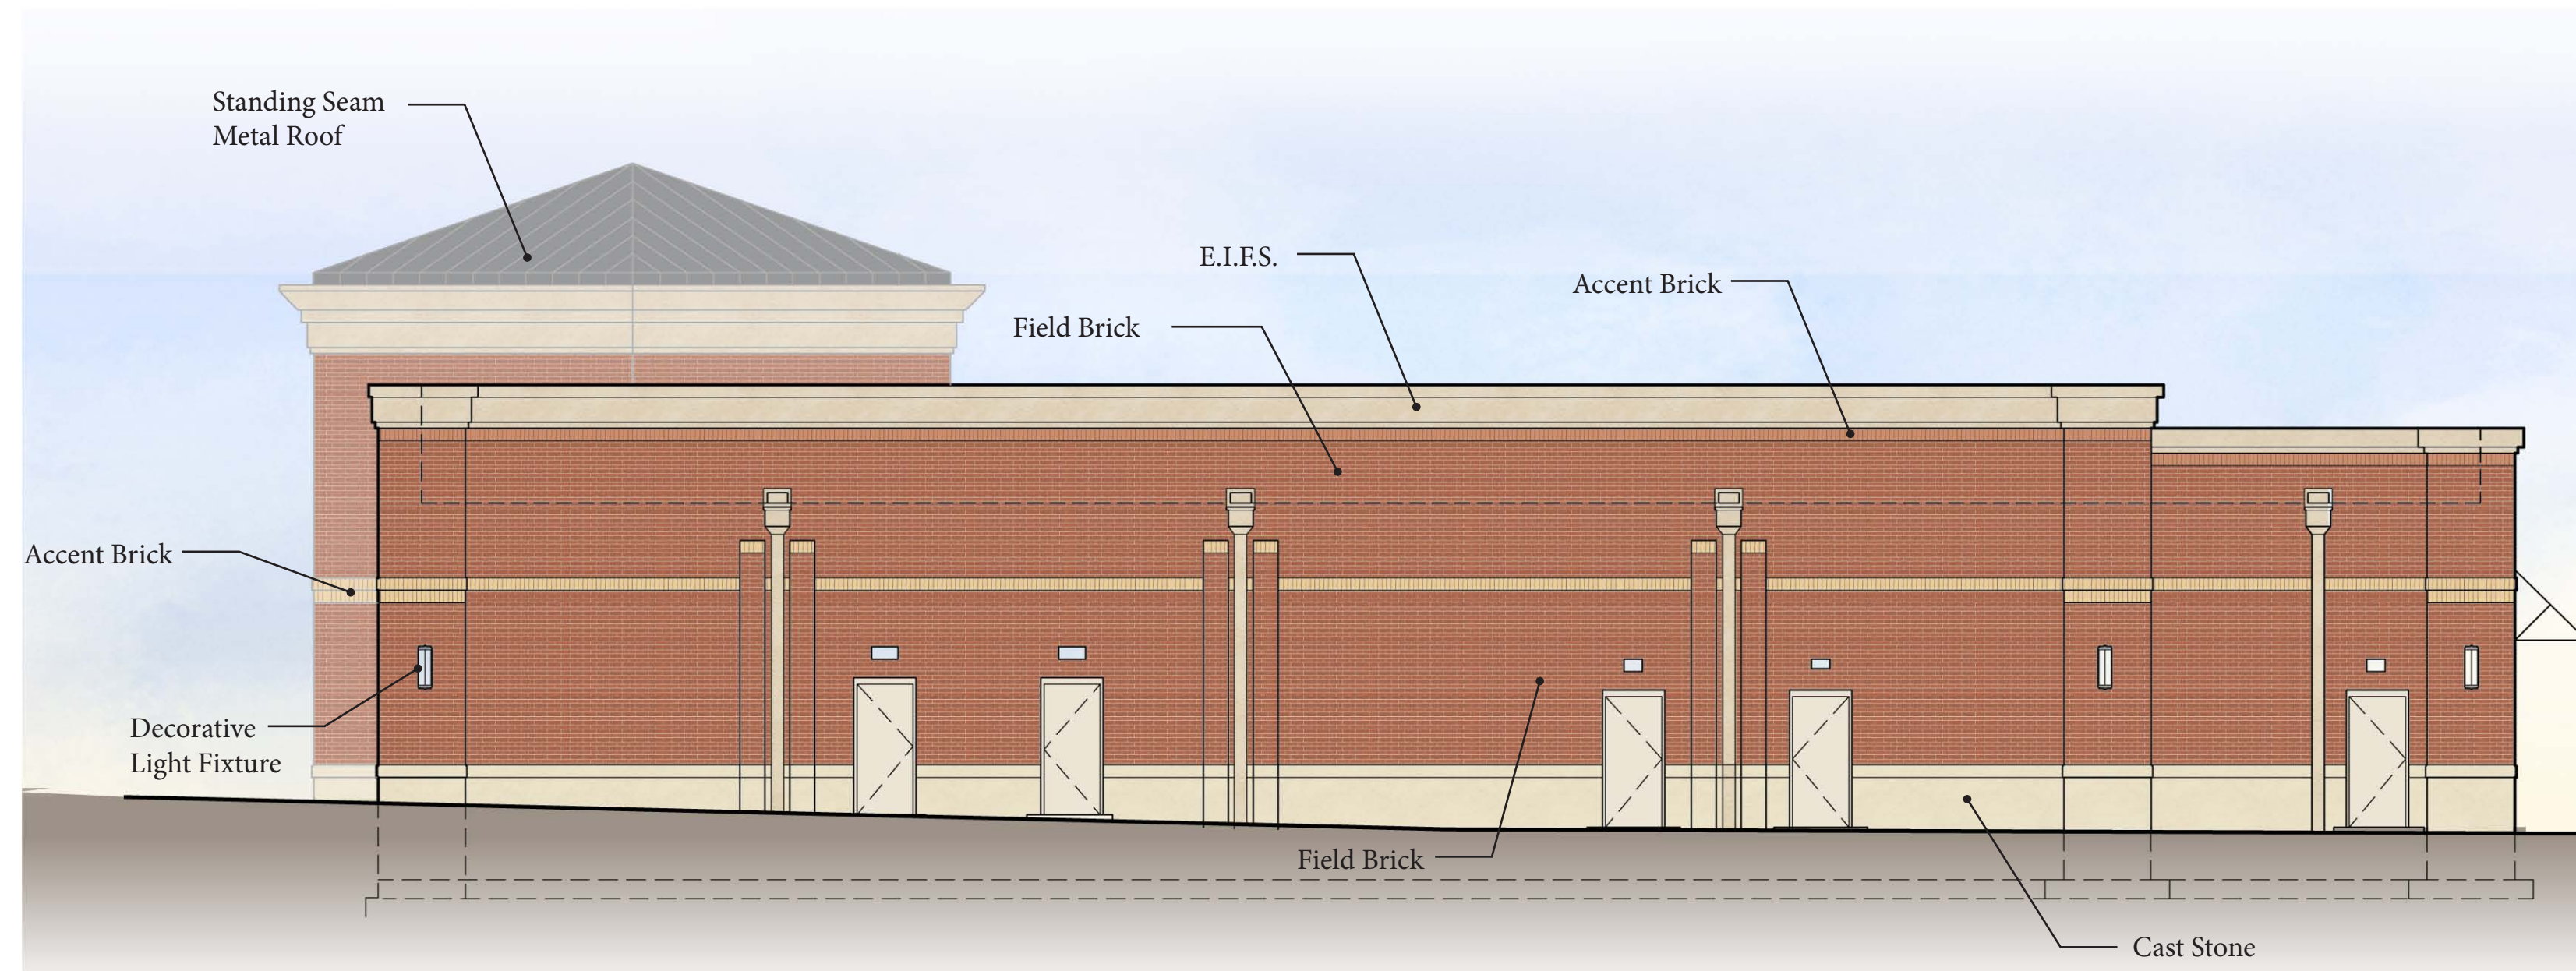 Standing Seam
Metal Roof
E.I.F.S.
Accent Brick
Field Brick
Accent Brick
Decorative
Light Fixture
Field Brick
Cast Stone